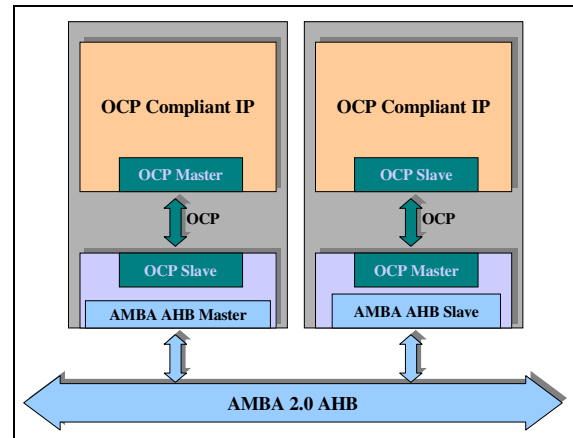 OCP Compliant IP
OCP Master
OCP
OCP Slave
AMBA AHB Master
OCP Compliant IP
OCP Slave
OCP
OCP Master
AMBA AHB Slave
AMBA 2.0 AHB